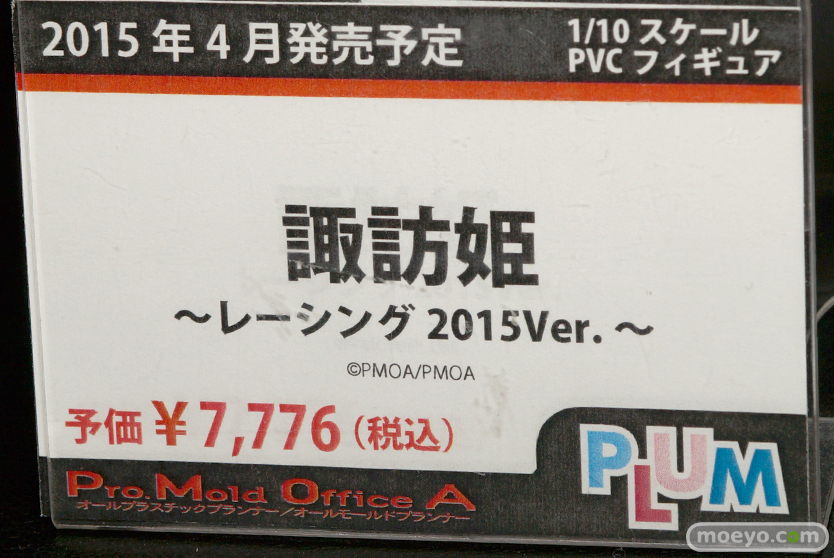 2015年4月発売予定
1/10 スケール
PVC フィギュア
諏訪姫
～レーシング 2015Ver.～
©PMOA/PMOA
予価 ¥7,776（税込）
Pro.Mold Office A
オールプラスチックプランナー／オールモールドプランナー
PLUM
moeyo.com